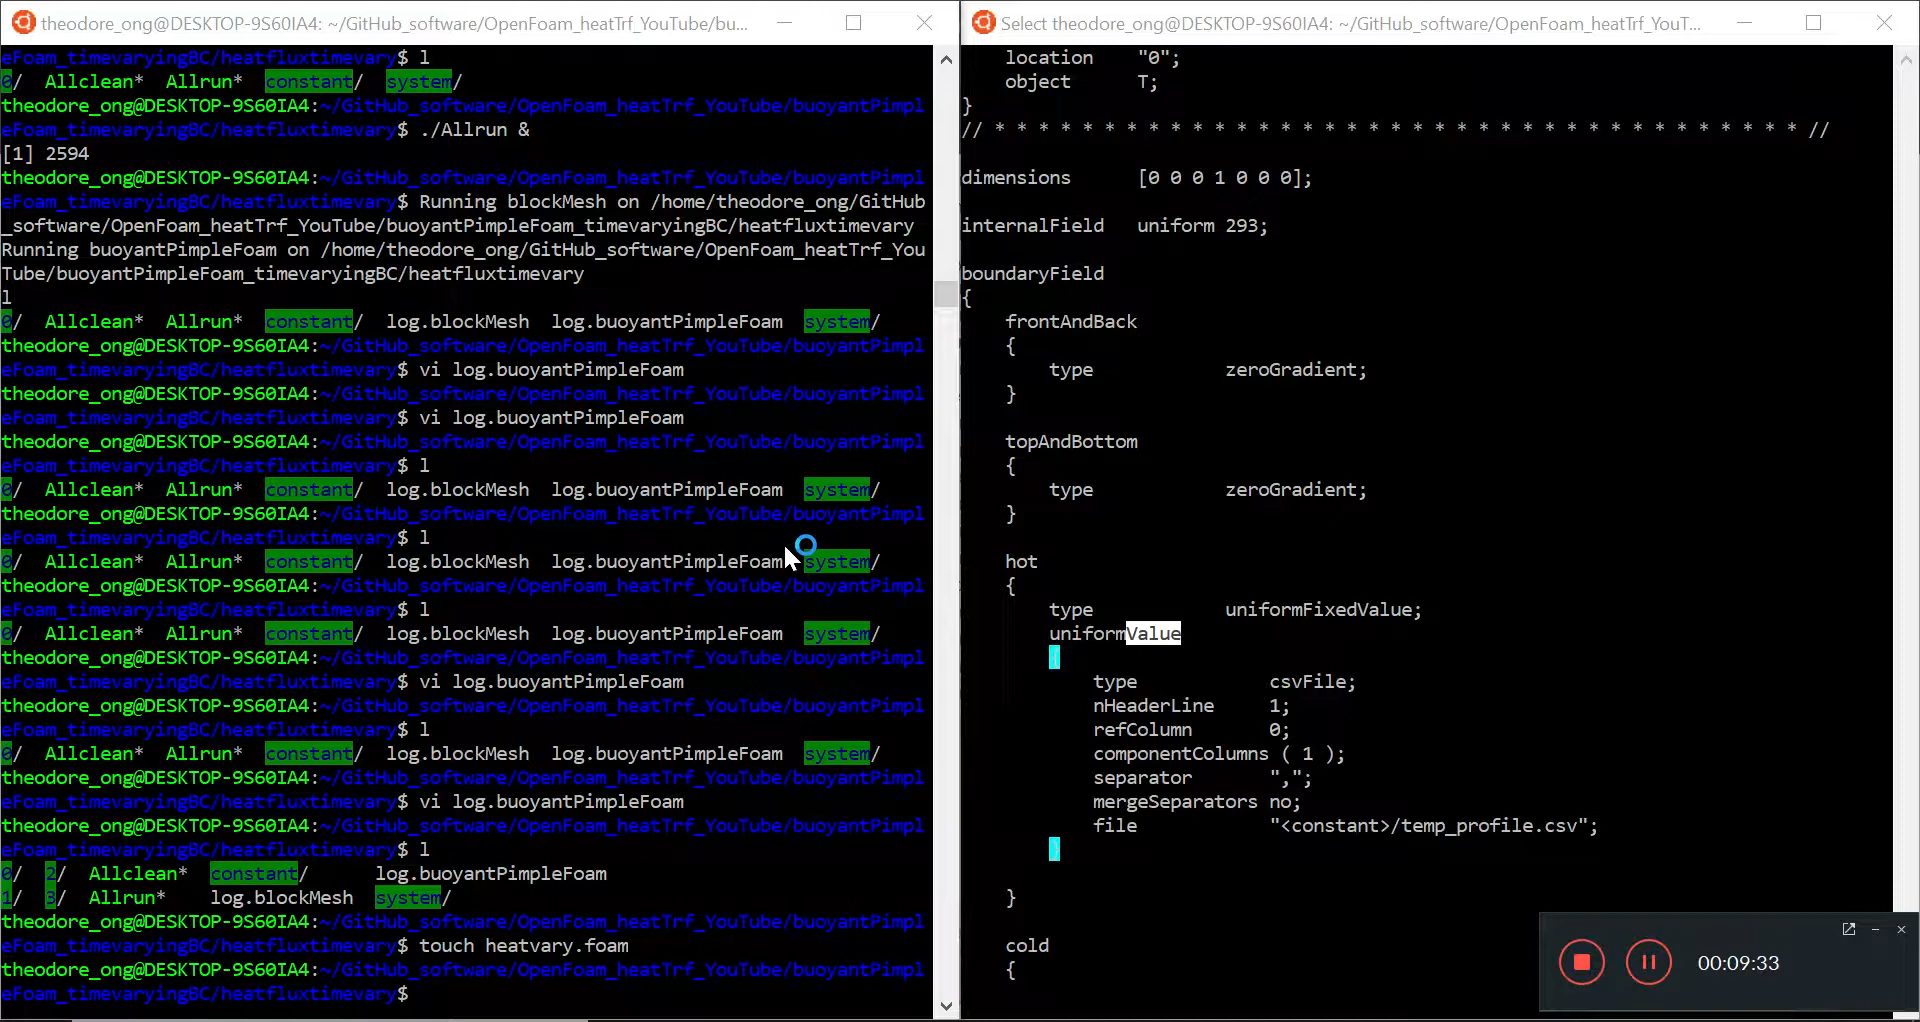 theodore_ong@DESKTOP-9S60IA4: ~/GitHub_software/OpenFoam_heatTrf_YouTube/bu...
eFoam_timevaryingBC/heatfluxtimevary$ l
0/  Allclean*  Allrun*  constant/  system/
theodore_ong@DESKTOP-9S60IA4:~/GitHub_software/OpenFoam_heatTrf_YouTube/buoyantPimpl
eFoam_timevaryingBC/heatfluxtimevary$ ./Allrun &
[1] 2594
theodore_ong@DESKTOP-9S60IA4:~/GitHub_software/OpenFoam_heatTrf_YouTube/buoyantPimpl
eFoam_timevaryingBC/heatfluxtimevary$ Running blockMesh on /home/theodore_ong/GitHub
_software/OpenFoam_heatTrf_YouTube/buoyantPimpleFoam_timevaryingBC/heatfluxtimevary
Running buoyantPimpleFoam on /home/theodore_ong/GitHub_software/OpenFoam_heatTrf_You
Tube/buoyantPimpleFoam_timevaryingBC/heatfluxtimevary
l
0/  Allclean*  Allrun*  constant/  log.blockMesh  log.buoyantPimpleFoam  system/
theodore_ong@DESKTOP-9S60IA4:~/GitHub_software/OpenFoam_heatTrf_YouTube/buoyantPimpl
eFoam_timevaryingBC/heatfluxtimevary$ vi log.buoyantPimpleFoam
theodore_ong@DESKTOP-9S60IA4:~/GitHub_software/OpenFoam_heatTrf_YouTube/buoyantPimpl
eFoam_timevaryingBC/heatfluxtimevary$ vi log.buoyantPimpleFoam
theodore_ong@DESKTOP-9S60IA4:~/GitHub_software/OpenFoam_heatTrf_YouTube/buoyantPimpl
eFoam_timevaryingBC/heatfluxtimevary$ l
0/  Allclean*  Allrun*  constant/  log.blockMesh  log.buoyantPimpleFoam  system/
theodore_ong@DESKTOP-9S60IA4:~/GitHub_software/OpenFoam_heatTrf_YouTube/buoyantPimpl
eFoam_timevaryingBC/heatfluxtimevary$ l
0/  Allclean*  Allrun*  constant/  log.blockMesh  log.buoyantPimpleFoam  system/
theodore_ong@DESKTOP-9S60IA4:~/GitHub_software/OpenFoam_heatTrf_YouTube/buoyantPimpl
eFoam_timevaryingBC/heatfluxtimevary$ l
0/  Allclean*  Allrun*  constant/  log.blockMesh  log.buoyantPimpleFoam  system/
theodore_ong@DESKTOP-9S60IA4:~/GitHub_software/OpenFoam_heatTrf_YouTube/buoyantPimpl
eFoam_timevaryingBC/heatfluxtimevary$ vi log.buoyantPimpleFoam
theodore_ong@DESKTOP-9S60IA4:~/GitHub_software/OpenFoam_heatTrf_YouTube/buoyantPimpl
eFoam_timevaryingBC/heatfluxtimevary$ l
0/  Allclean*  Allrun*  constant/  log.blockMesh  log.buoyantPimpleFoam  system/
theodore_ong@DESKTOP-9S60IA4:~/GitHub_software/OpenFoam_heatTrf_YouTube/buoyantPimpl
eFoam_timevaryingBC/heatfluxtimevary$ vi log.buoyantPimpleFoam
theodore_ong@DESKTOP-9S60IA4:~/GitHub_software/OpenFoam_heatTrf_YouTube/buoyantPimpl
eFoam_timevaryingBC/heatfluxtimevary$ l
0/  2/  Allclean*  constant/      log.buoyantPimpleFoam
1/  3/  Allrun*    log.blockMesh  system/
theodore_ong@DESKTOP-9S60IA4:~/GitHub_software/OpenFoam_heatTrf_YouTube/buoyantPimpl
eFoam_timevaryingBC/heatfluxtimevary$ touch heatvary.foam
theodore_ong@DESKTOP-9S60IA4:~/GitHub_software/OpenFoam_heatTrf_YouTube/buoyantPimpl
eFoam_timevaryingBC/heatfluxtimevary$
Select theodore_ong@DESKTOP-9S60IA4: ~/GitHub_software/OpenFoam_heatTrf_YouT...
    location    "0";
    object      T;
}
// * * * * * * * * * * * * * * * * * * * * * * * * * * * * * * * * * * * * * //
dimensions      [0 0 0 1 0 0 0];
internalField   uniform 293;
boundaryField
{
    frontAndBack
    {
        type            zeroGradient;
    }
    topAndBottom
    {
        type            zeroGradient;
    }
    hot
    {
        type            uniformFixedValue;
        uniformValue
        {
            type            csvFile;
            nHeaderLine     1;
            refColumn       0;
            componentColumns ( 1 );
            separator       ",";
            mergeSeparators no;
            file            "<constant>/temp_profile.csv";
        }
    }
    cold
    {
00:09:33